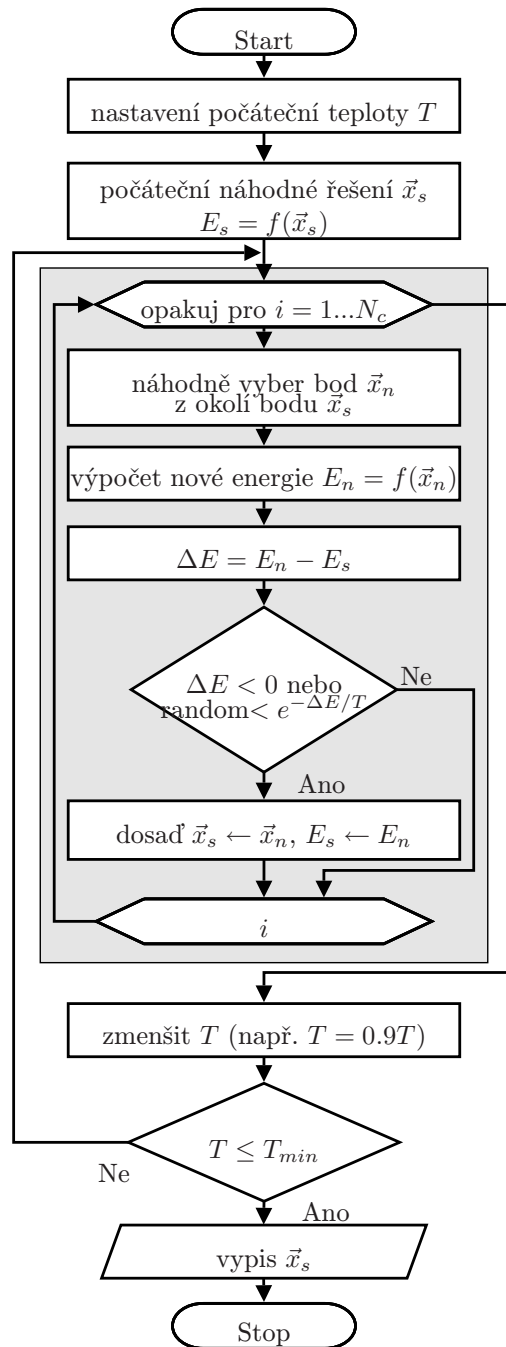 Start
nastavení počáteční teploty T
počáteční náhodné řešení x⃗_s
E_s = f(x⃗_s)
opakuj pro i = 1...N_c
náhodně vyber bod x⃗_n
z okolí bodu x⃗_s
výpočet nové energie E_n = f(x⃗_n)
ΔE = E_n − E_s
ΔE < 0 nebo
random< e^{−ΔE/T}
Ne
Ano
dosaď x⃗_s ← x⃗_n, E_s ← E_n
i
zmenšit T (např. T = 0.9T)
T ≤ T_{min}
Ne
Ano
vypis x⃗_s
Stop